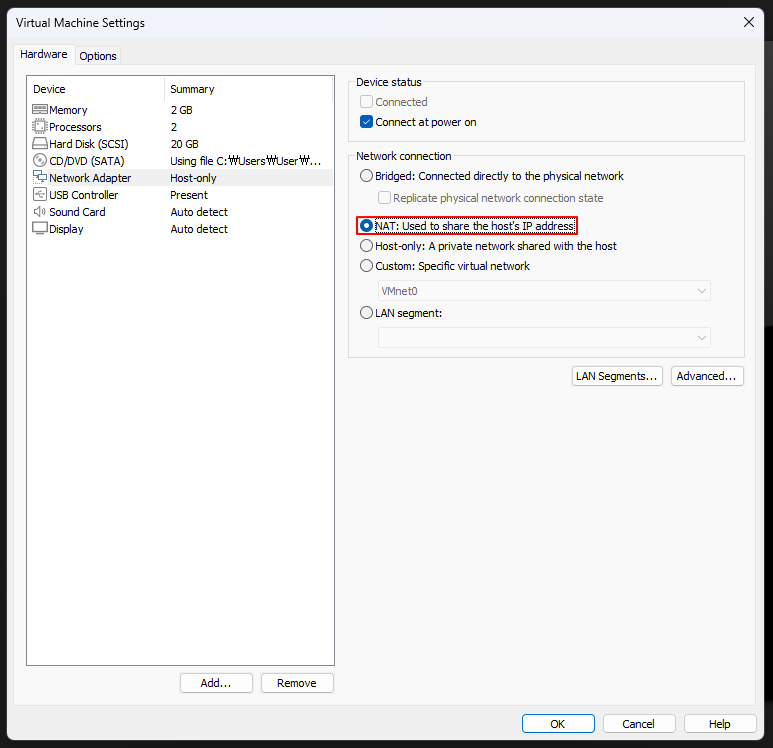 Virtual Machine Settings
Hardware Options
Device Summary
Memory 2 GB
Processors 2
Hard Disk (SCSI) 20 GB
CD/DVD (SATA) Using file C:₩Users₩User₩...
Network Adapter Host-only
USB Controller Present
Sound Card Auto detect
Display Auto detect
Add...
Remove
Device status
Connected
Connect at power on
Network connection
Bridged: Connected directly to the physical network
Replicate physical network connection state
NAT: Used to share the host's IP address
Host-only: A private network shared with the host
Custom: Specific virtual network
VMnet0
LAN segment:
LAN Segments...
Advanced...
OK
Cancel
Help